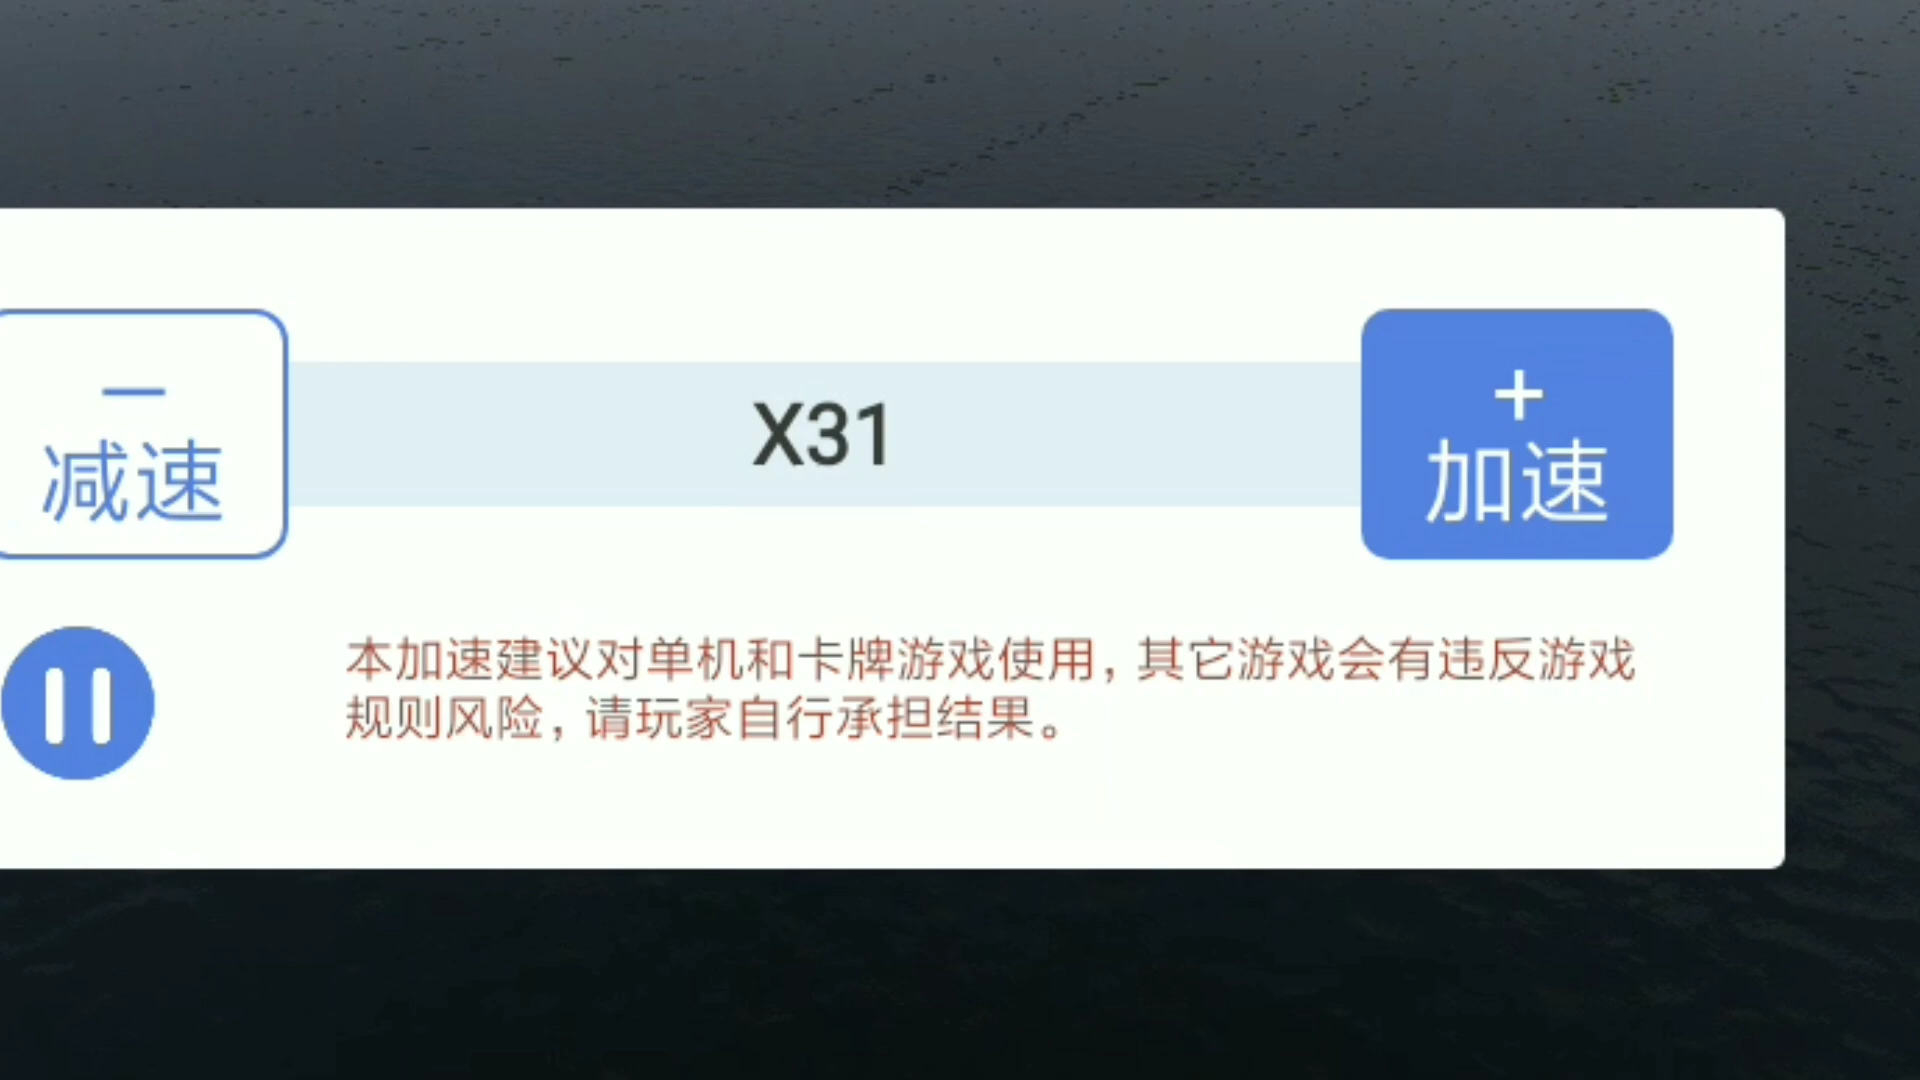 −
减速
X31
+
加速
本加速建议对单机和卡牌游戏使用，其它游戏会有违反游戏
规则风险，请玩家自行承担结果。